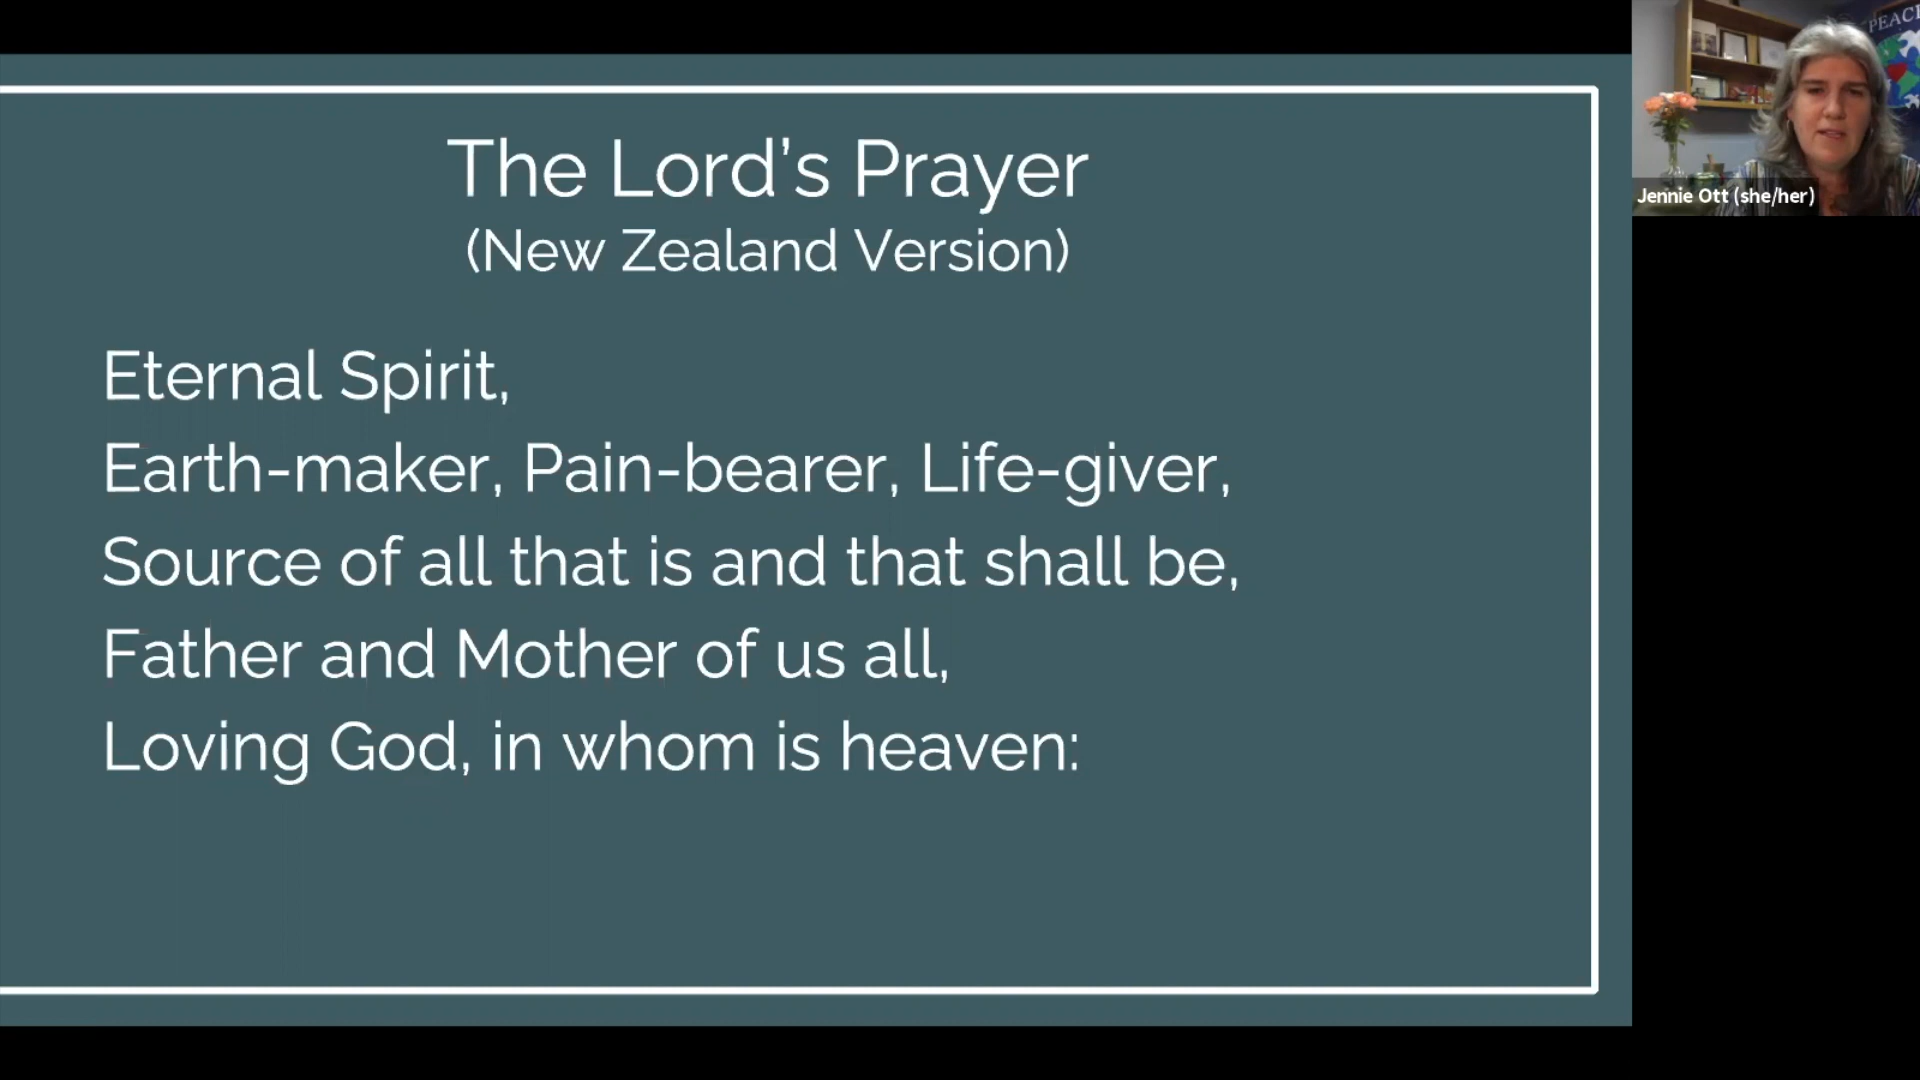 The Lord's Prayer
(New Zealand Version)
Eternal Spirit,
Earth-maker, Pain-bearer, Life-giver,
Source of all that is and that shall be,
Father and Mother of us all,
Loving God, in whom is heaven:
PEACE
Jennie Ott (she/her)